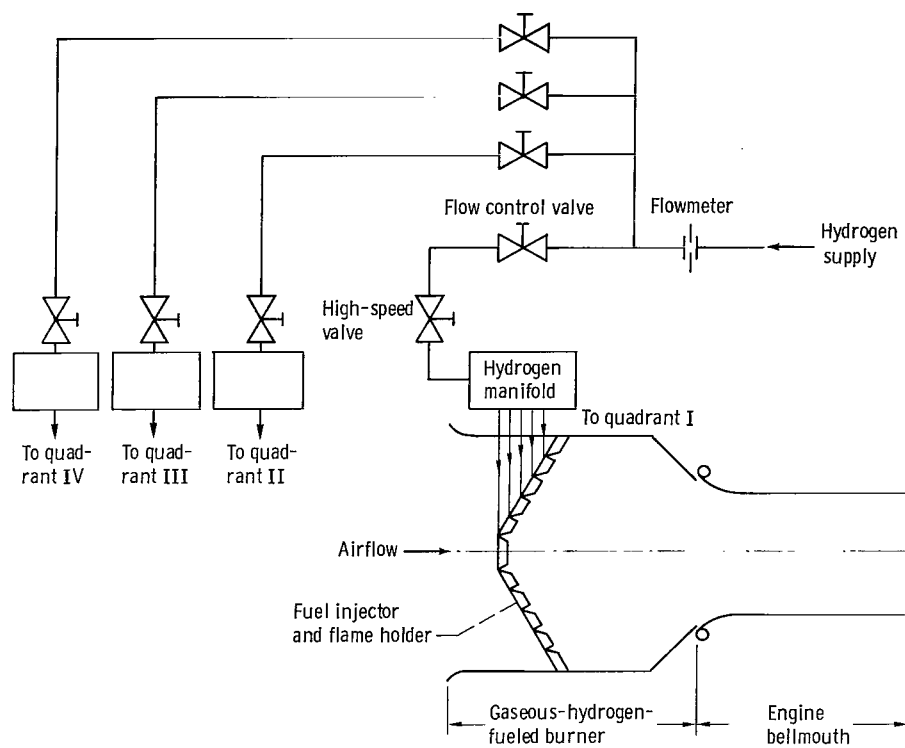 Flow control valve
Flowmeter
Hydrogen
supply
High-speed
valve
Hydrogen
manifold
To quadrant I
To quad-
rant IV
To quad-
rant III
To quad-
rant II
Airflow
Fuel injector
and flame holder
Gaseous-hydrogen-
fueled burner
Engine
bellmouth